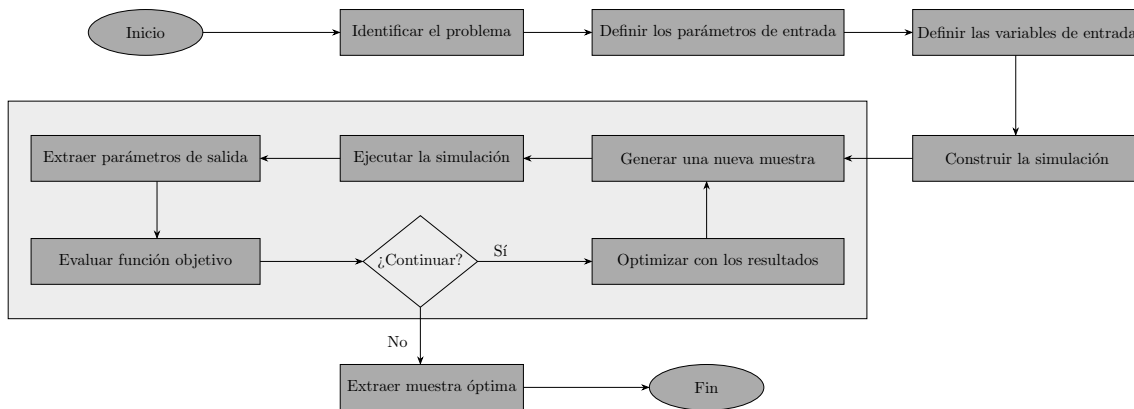 Inicio
Identificar el problema
Definir los parámetros de entrada
Definir las variables de entrada
Extraer parámetros de salida
Ejecutar la simulación
Generar una nueva muestra
Construir la simulación
Evaluar función objetivo
¿Continuar?
Sí
Optimizar con los resultados
No
Extraer muestra óptima
Fin